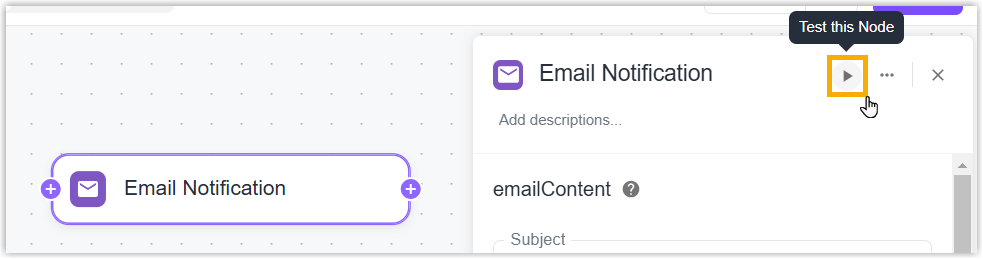 Test this Node
Email Notification
Add descriptions...
Email Notification
emailContent
Subject